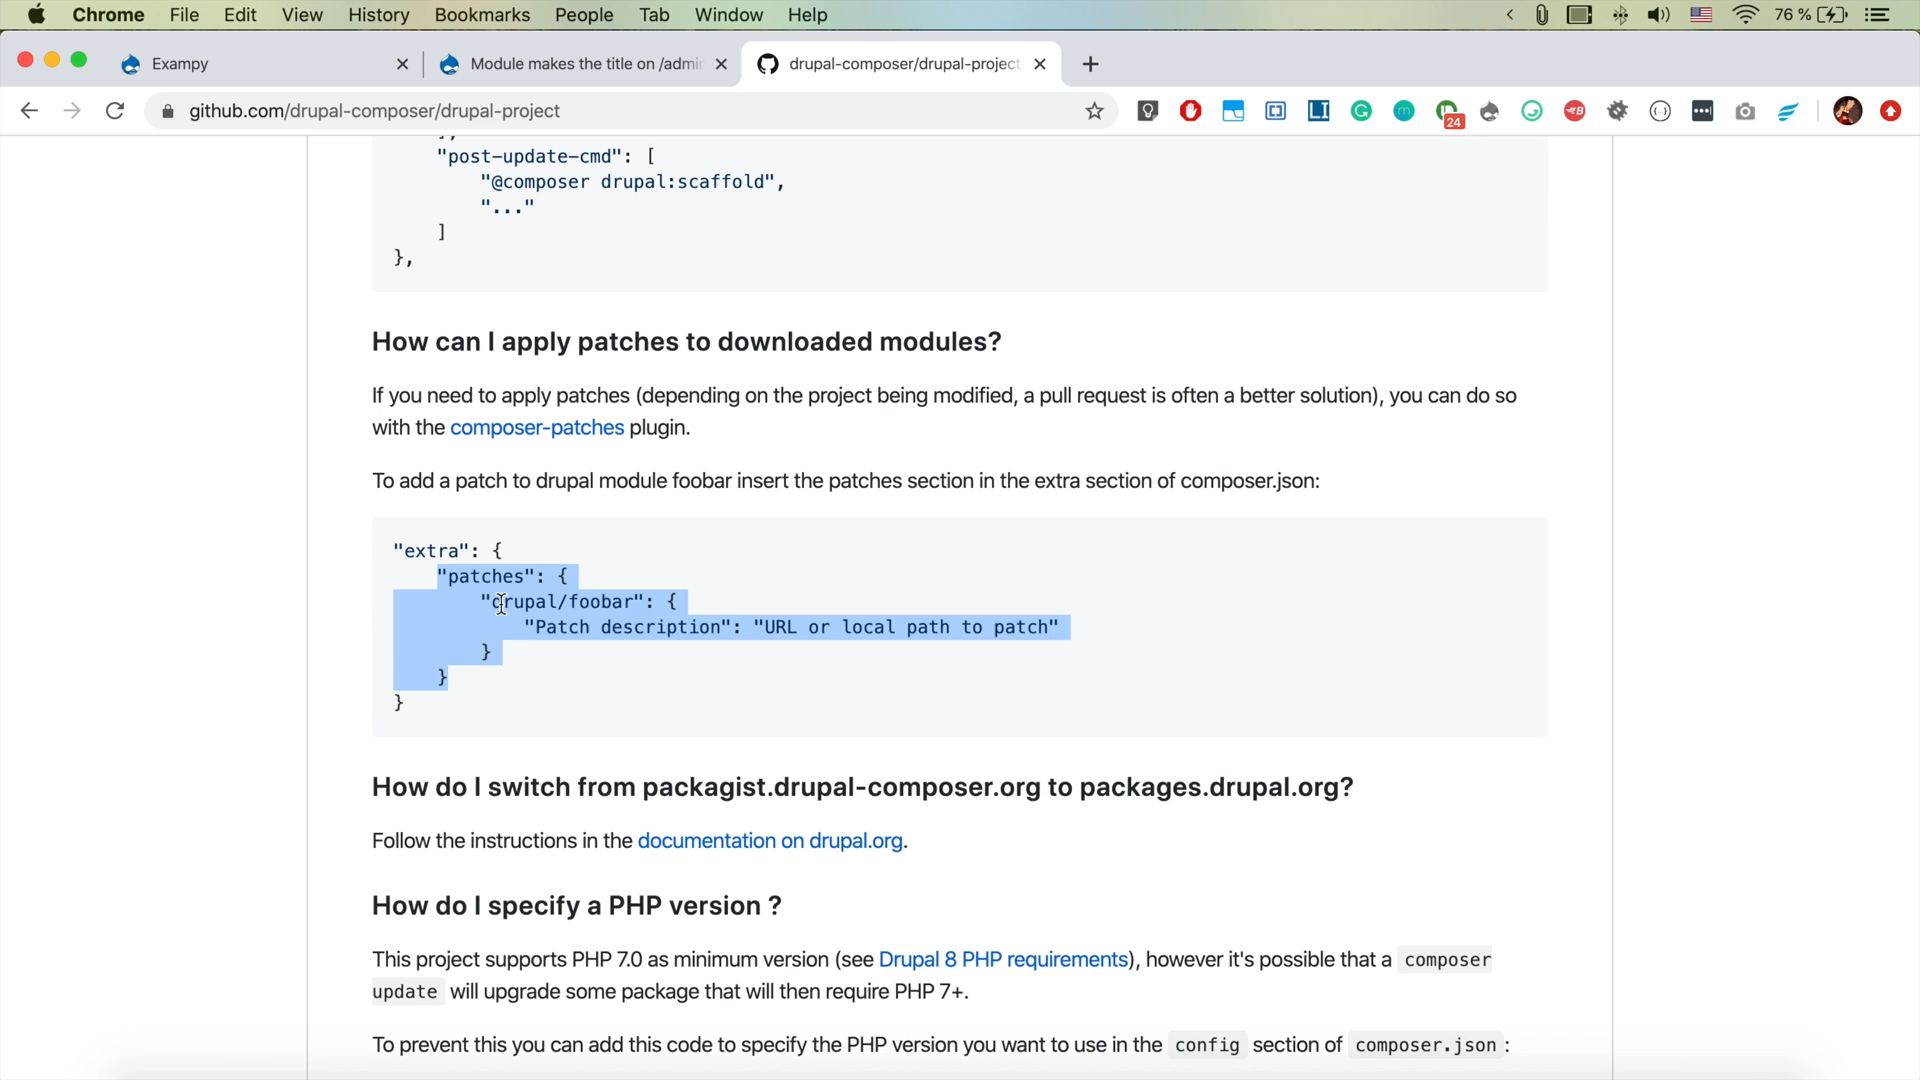 Chrome File Edit View History Bookmarks People Tab Window Help 76 %
Exampy Module makes the title on /admin drupal-composer/drupal-project
github.com/drupal-composer/drupal-project 24
"post-update-cmd": [
"@composer drupal:scaffold",
"..."
]
},
How can I apply patches to downloaded modules?
If you need to apply patches (depending on the project being modified, a pull request is often a better solution), you can do so
with the composer-patches plugin.
To add a patch to drupal module foobar insert the patches section in the extra section of composer.json:
"extra": {
"patches": {
"drupal/foobar": {
"Patch description": "URL or local path to patch"
}
}
}
How do I switch from packagist.drupal-composer.org to packages.drupal.org?
Follow the instructions in the documentation on drupal.org.
How do I specify a PHP version ?
This project supports PHP 7.0 as minimum version (see Drupal 8 PHP requirements), however it's possible that a composer
update will upgrade some package that will then require PHP 7+.
To prevent this you can add this code to specify the PHP version you want to use in the config section of composer.json :